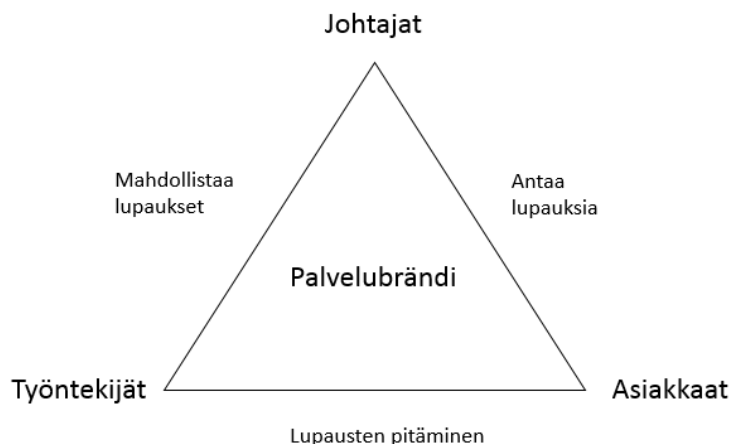 Johtajat
Mahdollistaa
lupaukset
Antaa
lupauksia
Palvelubrändi
Työntekijät
Asiakkaat
Lupausten pitäminen